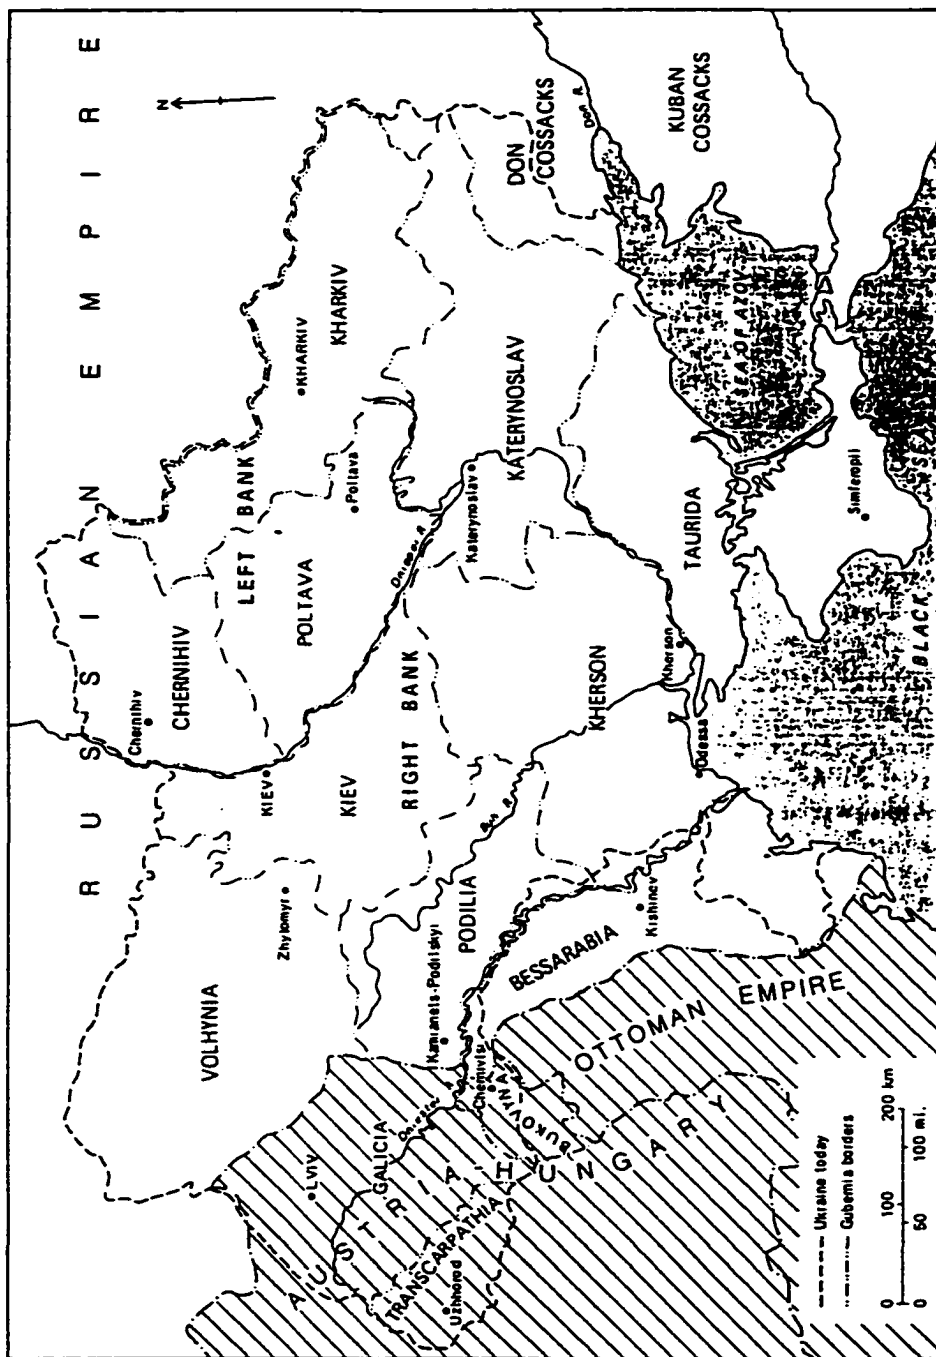 RUSSIAN EMPIRE
N
VOLHYNIA
Zhytomyr
Chernihiv
CHERNIHIV
KIEV
KIEV
LEFT BANK
POLTAVA
Poltava
KHARKIV
KHARKIV
RIGHT BANK
Dnieper R.
Katerynoslav
KATERYNOSLAV
DON
COSSACKS
Don R.
KUBAN
COSSACKS
LVIV
GALICIA
Dniester R.
Kamianets-Podilskyi
PODILIA
KHERSON
Kherson
TAURIDA
SEA OF AZOV
AUSTRIA HUNGARY
TRANSCARPATHIA
Uzhhorod
Chernivtsi
BUKOVYNA
BESSARABIA
Kishinev
Odessa
Simferopil
BLACK SEA
OTTOMAN EMPIRE
Ukraine today
Gubernia borders
0 100 200 km
0 50 100 mi.